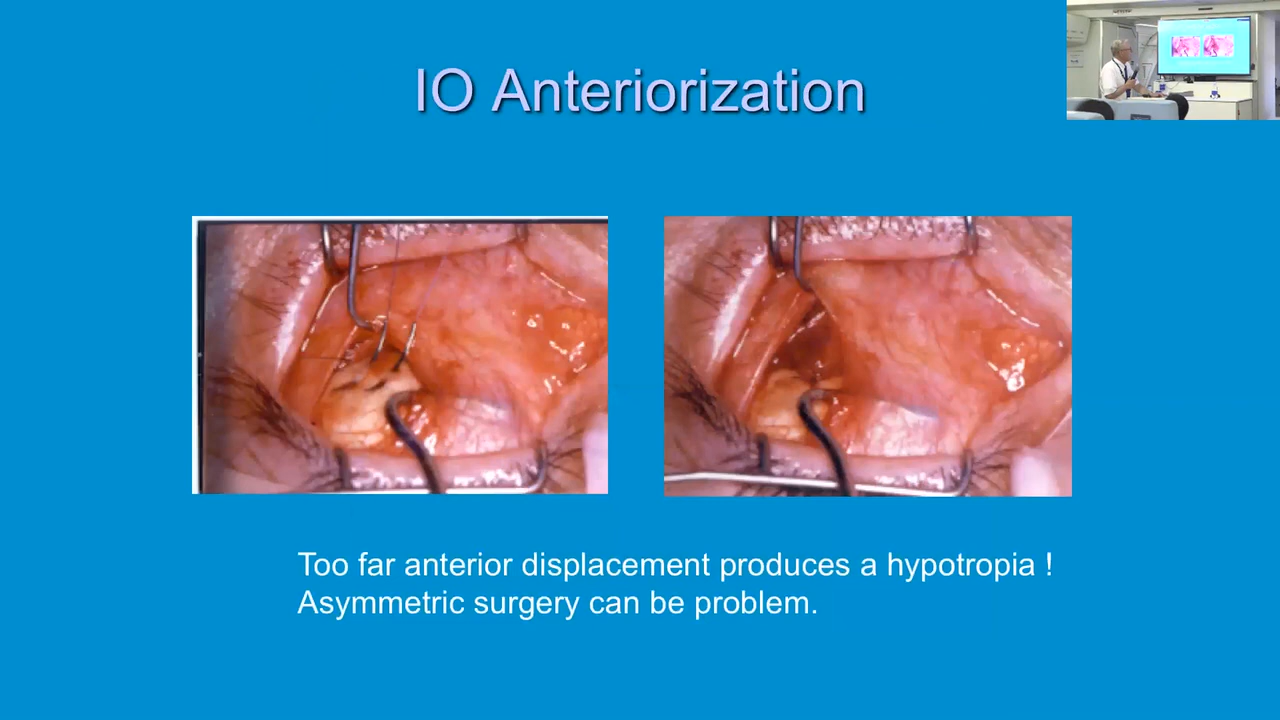 IO Anteriorization
Too far anterior displacement produces a hypotropia !
Asymmetric surgery can be problem.